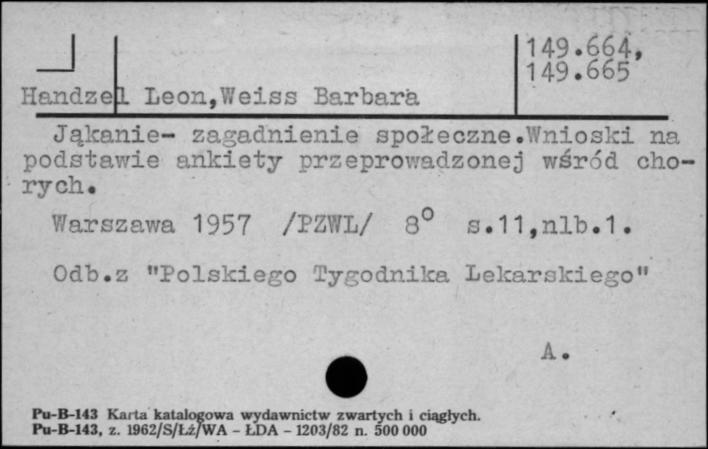 149.664,
149.665
Handzel Leon,Weiss Barbara
Jąkanie- zagadnienie społeczne.Wnioski na
podstawie ankiety przeprowadzonej wśród cho-
rych.
Warszawa 1957 /PZWL/ 8° s.11,nlb.1.
Odb.z "Polskiego Tygodnika Lekarskiego"
A.
Pu-B-143 Karta katalogowa wydawnictw zwartych i ciągłych.
Pu-B-143, z. 1962/S/Łź/WA - ŁDA - 1203/82 n. 500 000